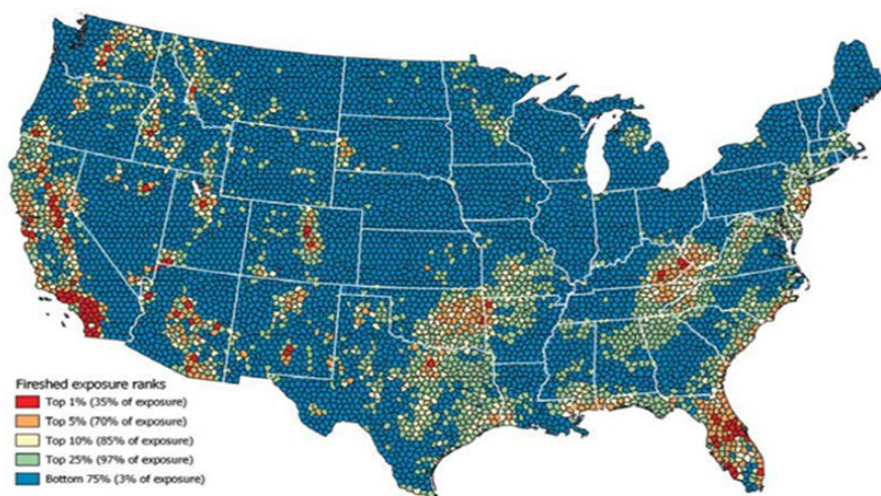 Fireshed exposure ranks
Top 1% (35% of exposure)
Top 5% (70% of exposure)
Top 10% (85% of exposure)
Top 25% (97% of exposure)
Bottom 75% (3% of exposure)